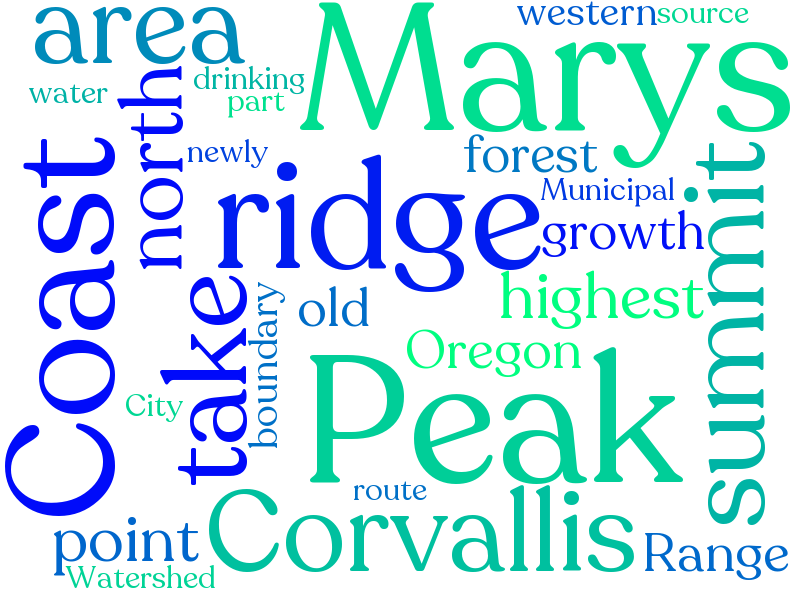 area
Marys
western
source
water
drinking
part
north
newly
forest
Coast
ridge
Municipal
growth
summit
take
boundary
old
highest
Oregon
Peak
City
route
Corvallis
point
Range
Watershed